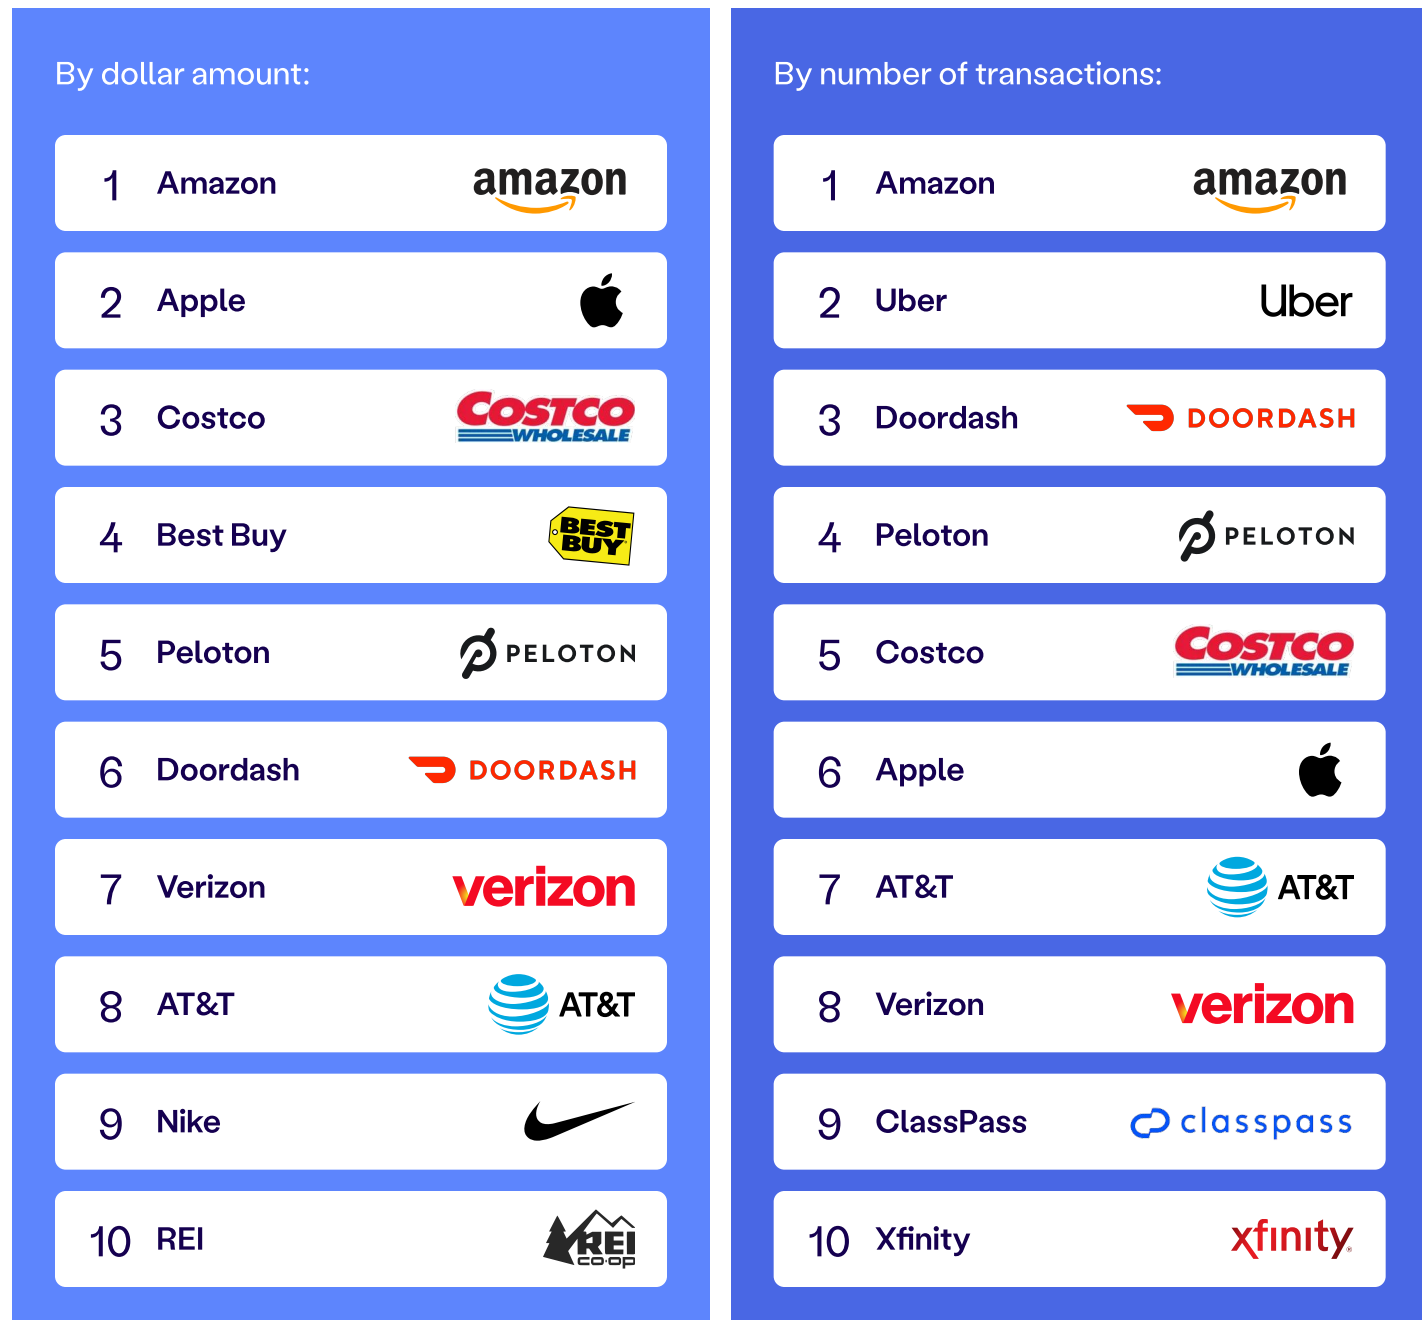 By dollar amount:
1 Amazon amazon
2 Apple
3 Costco COSTCO
WHOLESALE
4 Best Buy BEST
BUY
5 Peloton PELOTON
6 Doordash DOORDASH
7 Verizon verizon
8 AT&T AT&T
9 Nike
10 REI REI
CO·OP
By number of transactions:
1 Amazon amazon
2 Uber Uber
3 Doordash DOORDASH
4 Peloton PELOTON
5 Costco COSTCO
WHOLESALE
6 Apple
7 AT&T AT&T
8 Verizon verizon
9 ClassPass classpass
10 Xfinity xfinity